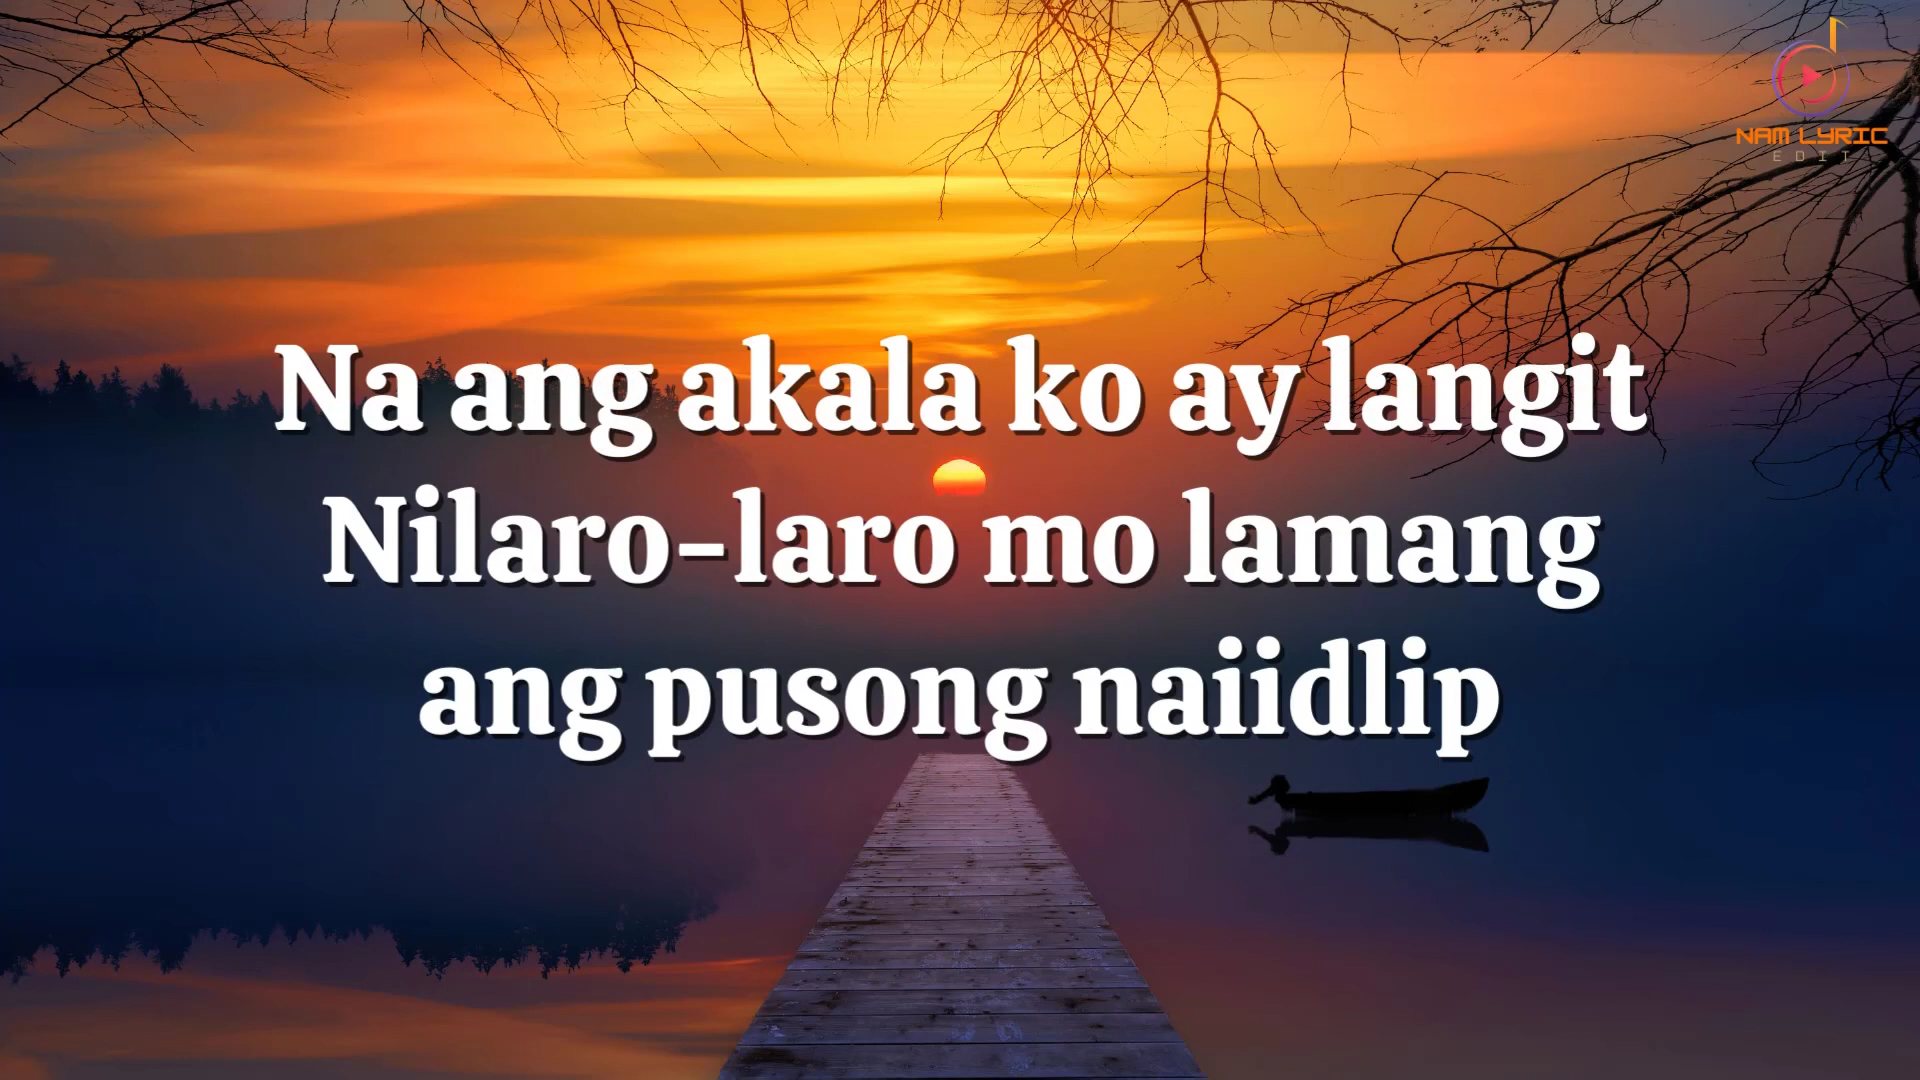 NAM LYRIC
EDIT
Na ang akala ko ay langit
Nilaro-laro mo lamang
ang pusong naiidlip